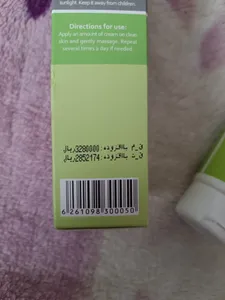 sunlight. Keep it away from children.
Directions for use:
Apply an amount of cream on clean
skin and gently massage. Repeat
several times a day if needed.
3280000: ریال
2852174: ریال
6 261098 300050